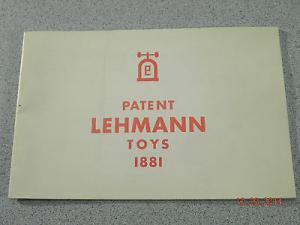 PATENT
LEHMANN
TOYS
1881